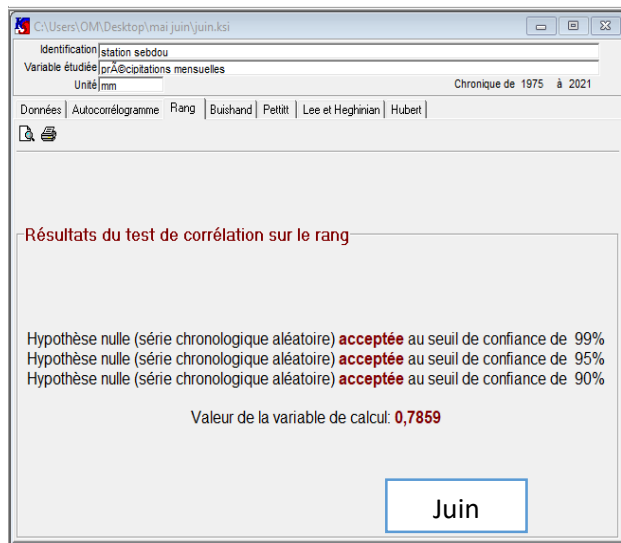 C:\Users\OM\Desktop\mai juin\juin.ksi
Identification station sebdou
Variable étudiée prÃ©cipitations mensuelles
Unité mm Chronique de 1975 à 2021
Données Autocorrélogramme Rang Buishand Pettitt Lee et Heghinian Hubert
Résultats du test de corrélation sur le rang
Hypothèse nulle (série chronologique aléatoire) acceptée au seuil de confiance de 99%
Hypothèse nulle (série chronologique aléatoire) acceptée au seuil de confiance de 95%
Hypothèse nulle (série chronologique aléatoire) acceptée au seuil de confiance de 90%
Valeur de la variable de calcul: 0,7859
Juin